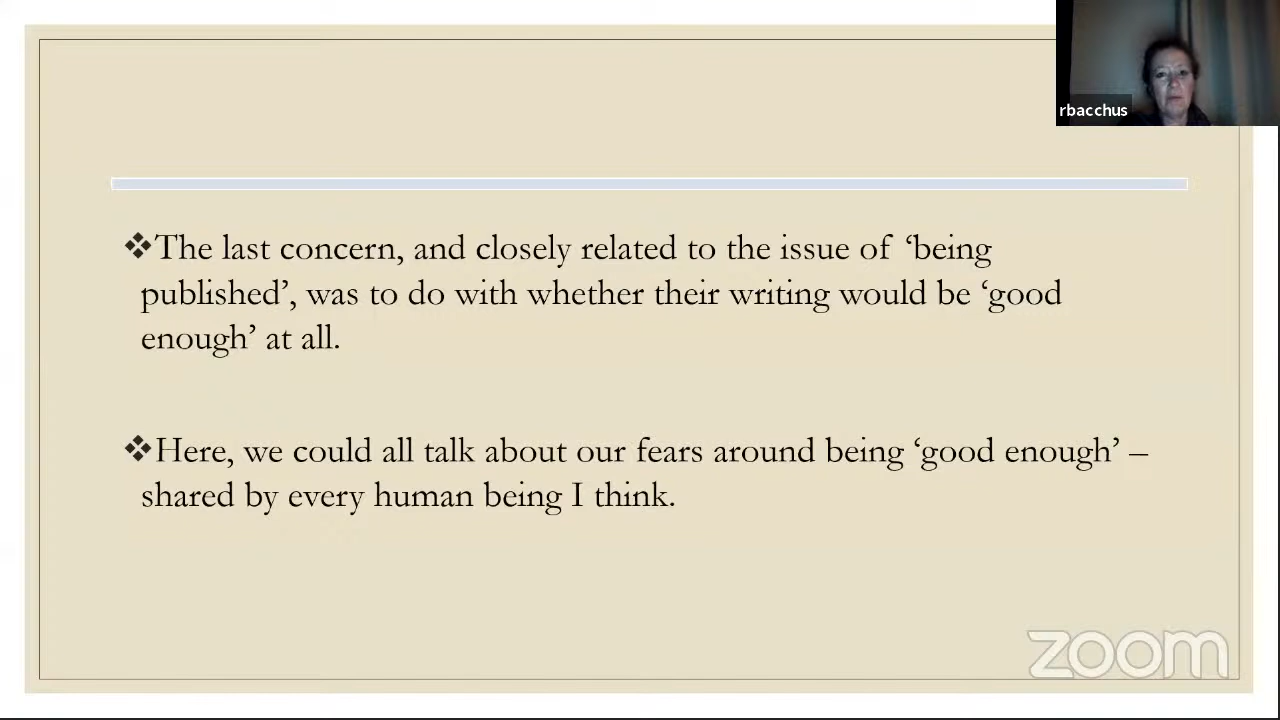 rbacchus
❖The last concern, and closely related to the issue of ‘being
published’, was to do with whether their writing would be ‘good
enough’ at all.
❖Here, we could all talk about our fears around being ‘good enough’ –
shared by every human being I think.
zoom